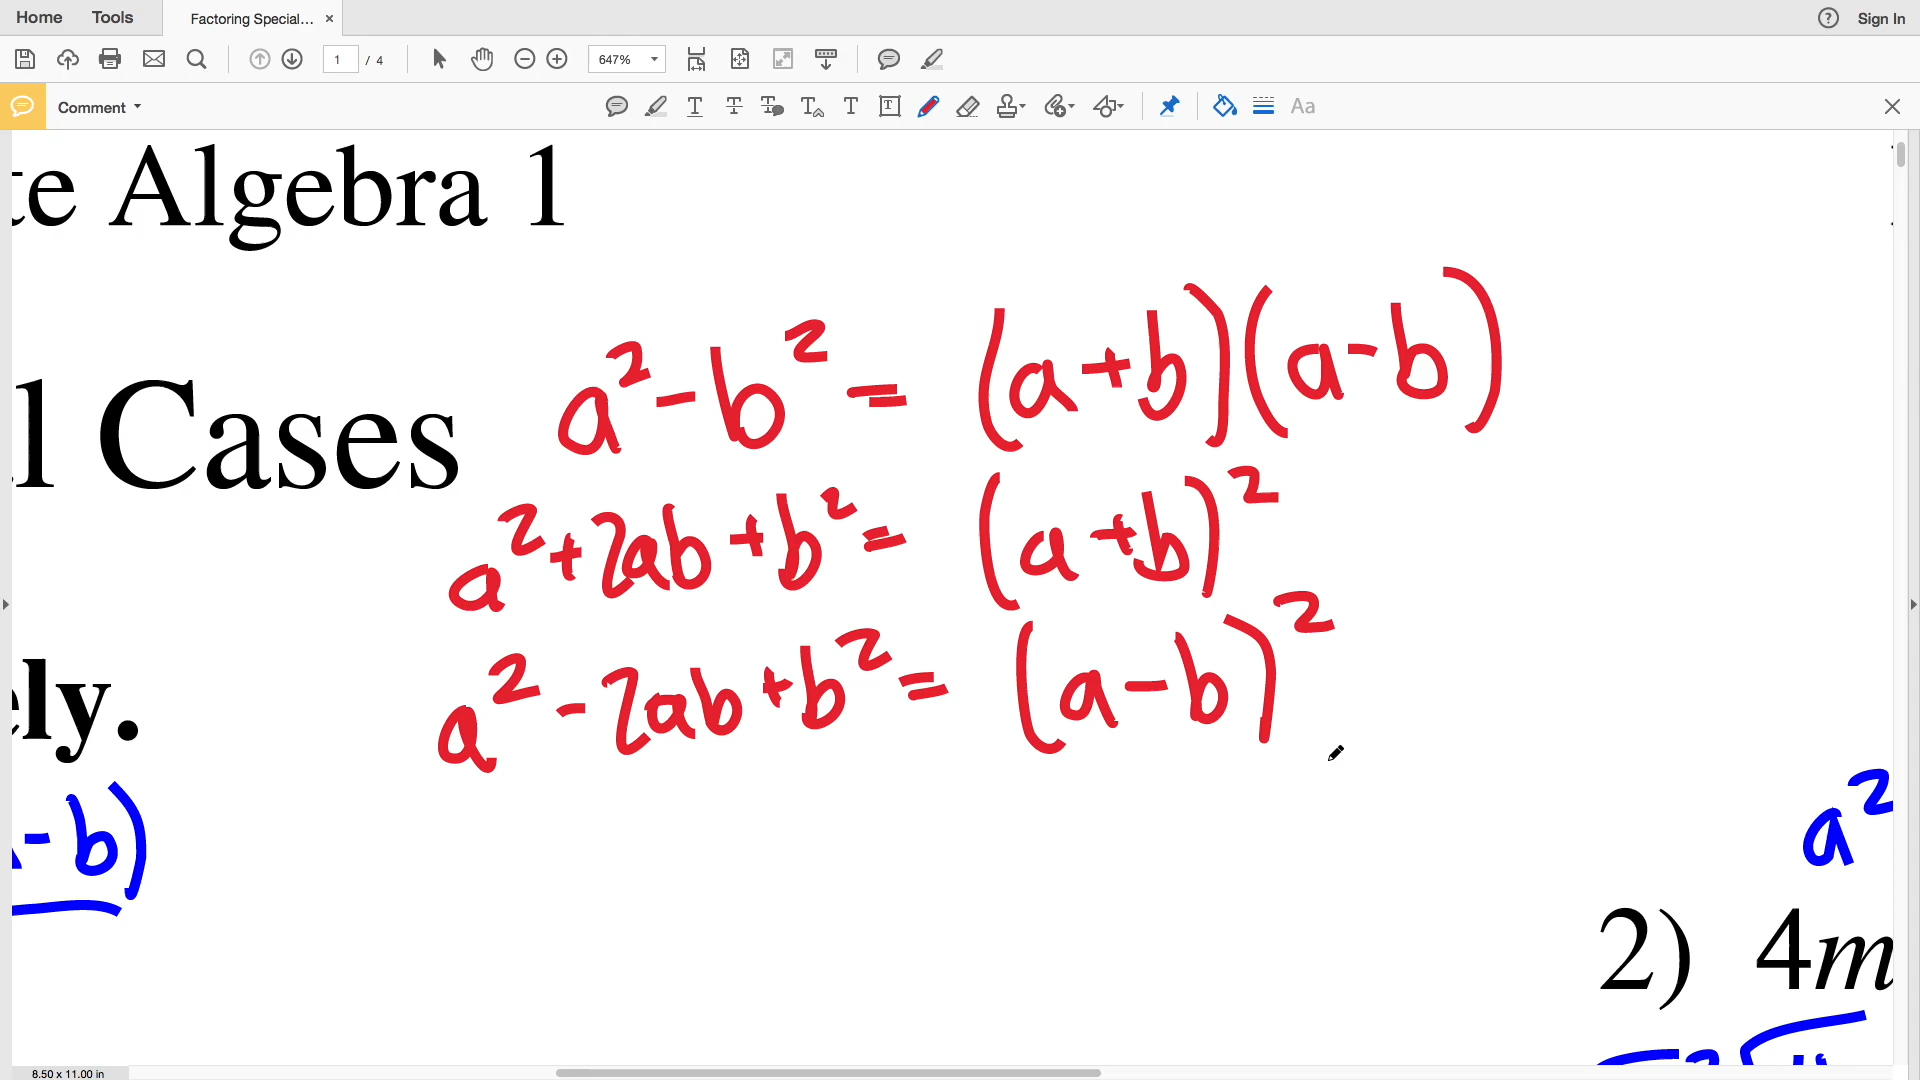 Home Tools Factoring Special... × ? Sign In
1 / 4 647%
Comment T T T T T T Aa
te Algebra 1
a² - b² = (a+b)(a-b)
l Cases
a² + 2ab + b² = (a+b)²
a² - 2ab + b² = (a-b)²
ely.
- b)
a²
2) 4m
8.50 x 11.00 in